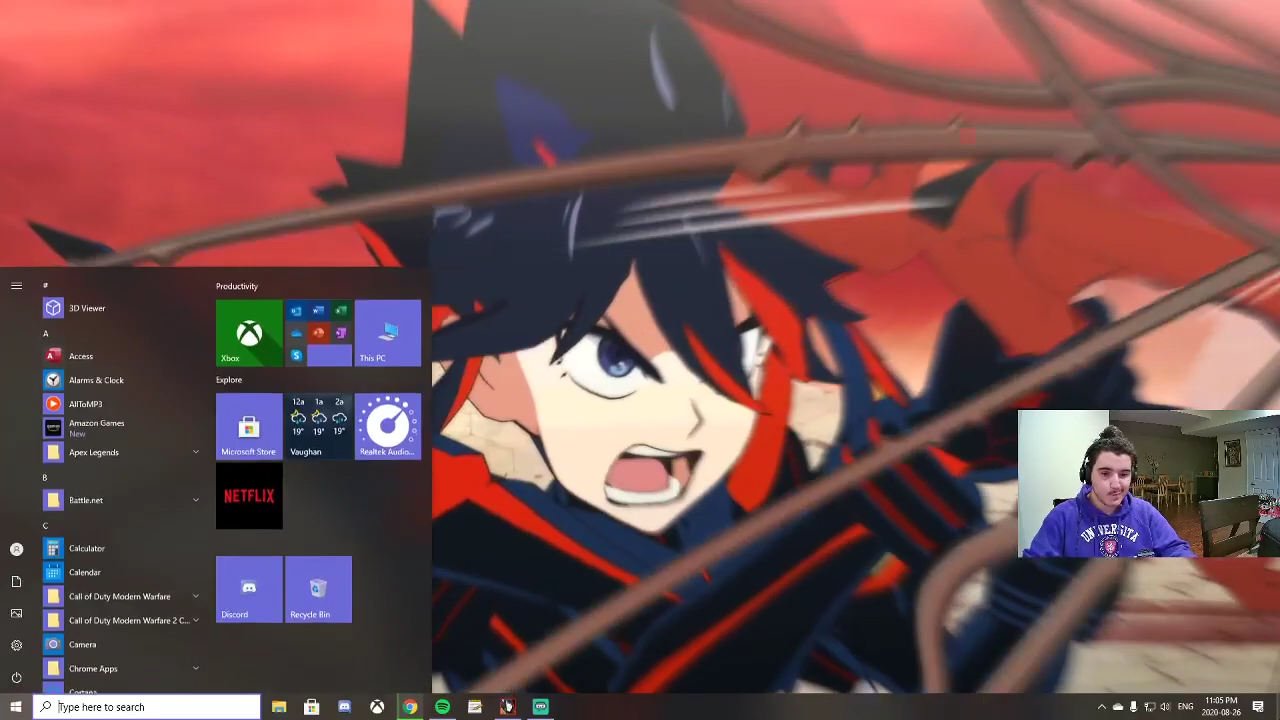 #
3D Viewer
A
Access
Alarms & Clock
AllToMP3
Amazon Games
New
Apex Legends
B
Battle.net
C
Calculator
Calendar
Call of Duty Modern Warfare
Call of Duty Modern Warfare 2 C...
Camera
Chrome Apps
Cortana
Productivity
Xbox
This PC
Explore
Microsoft Store
12a 1a 2a
19° 19° 19°
Vaughan
Realtek Audio...
NETFLIX
Discord
Recycle Bin
UNIVERSITA
Type here to search
ENG
11:05 PM
2020-08-26